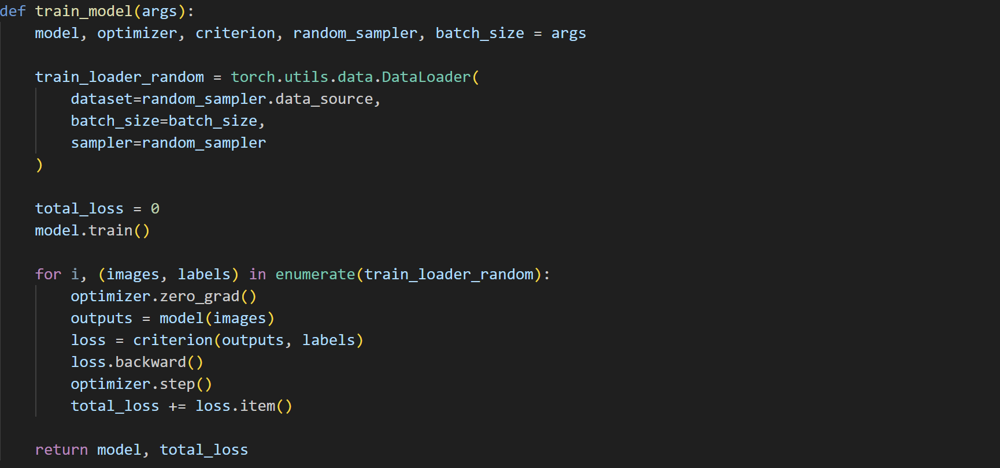 def train_model(args):
    model, optimizer, criterion, random_sampler, batch_size = args

    train_loader_random = torch.utils.data.DataLoader(
        dataset=random_sampler.data_source,
        batch_size=batch_size,
        sampler=random_sampler
    )

    total_loss = 0
    model.train()

    for i, (images, labels) in enumerate(train_loader_random):
        optimizer.zero_grad()
        outputs = model(images)
        loss = criterion(outputs, labels)
        loss.backward()
        optimizer.step()
        total_loss += loss.item()

    return model, total_loss